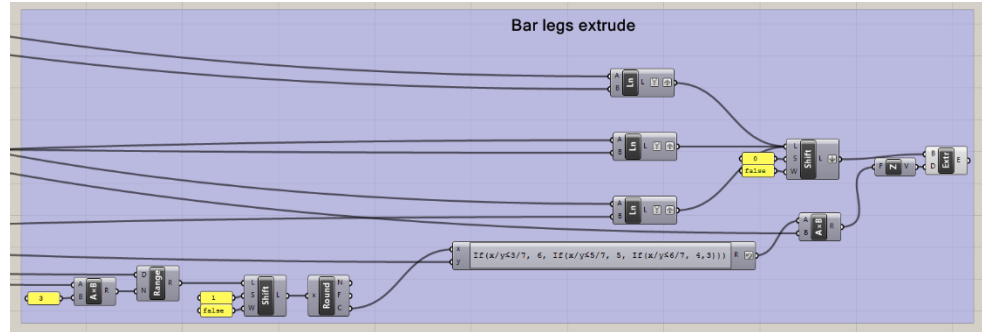 Bar legs extrude
A
B
Ln
L
A
B
Ln
L
6
false
L
S
W
Shift
L
F
Z
V
B
D
Extr
E
A
B
Ln
L
A
B
A×B
R
x
y
If(x/y≤3/7, 6, If(x/y≤5/7, 5, If(x/y≤6/7, 4,3)))
R
3
A
B
A×B
R
D
N
Range
R
1
false
L
S
W
Shift
L
x
Round
N
F
C